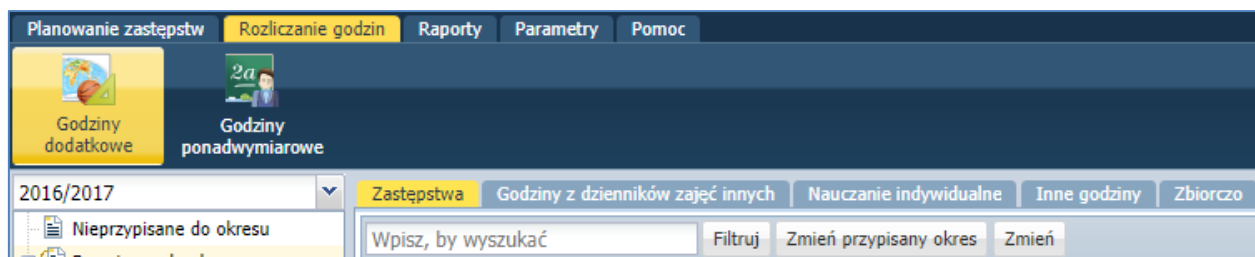 Planowanie zastępstw Rozliczanie godzin Raporty Parametry Pomoc
2a
Godziny dodatkowe
Godziny ponadwymiarowe
2016/2017
Zastępstwa Godziny z dzienników zajęć innych Nauczanie indywidualne Inne godziny Zbiorczo
Nieprzypisane do okresu
Wpisz, by wyszukać Filtruj Zmień przypisany okres Zmień